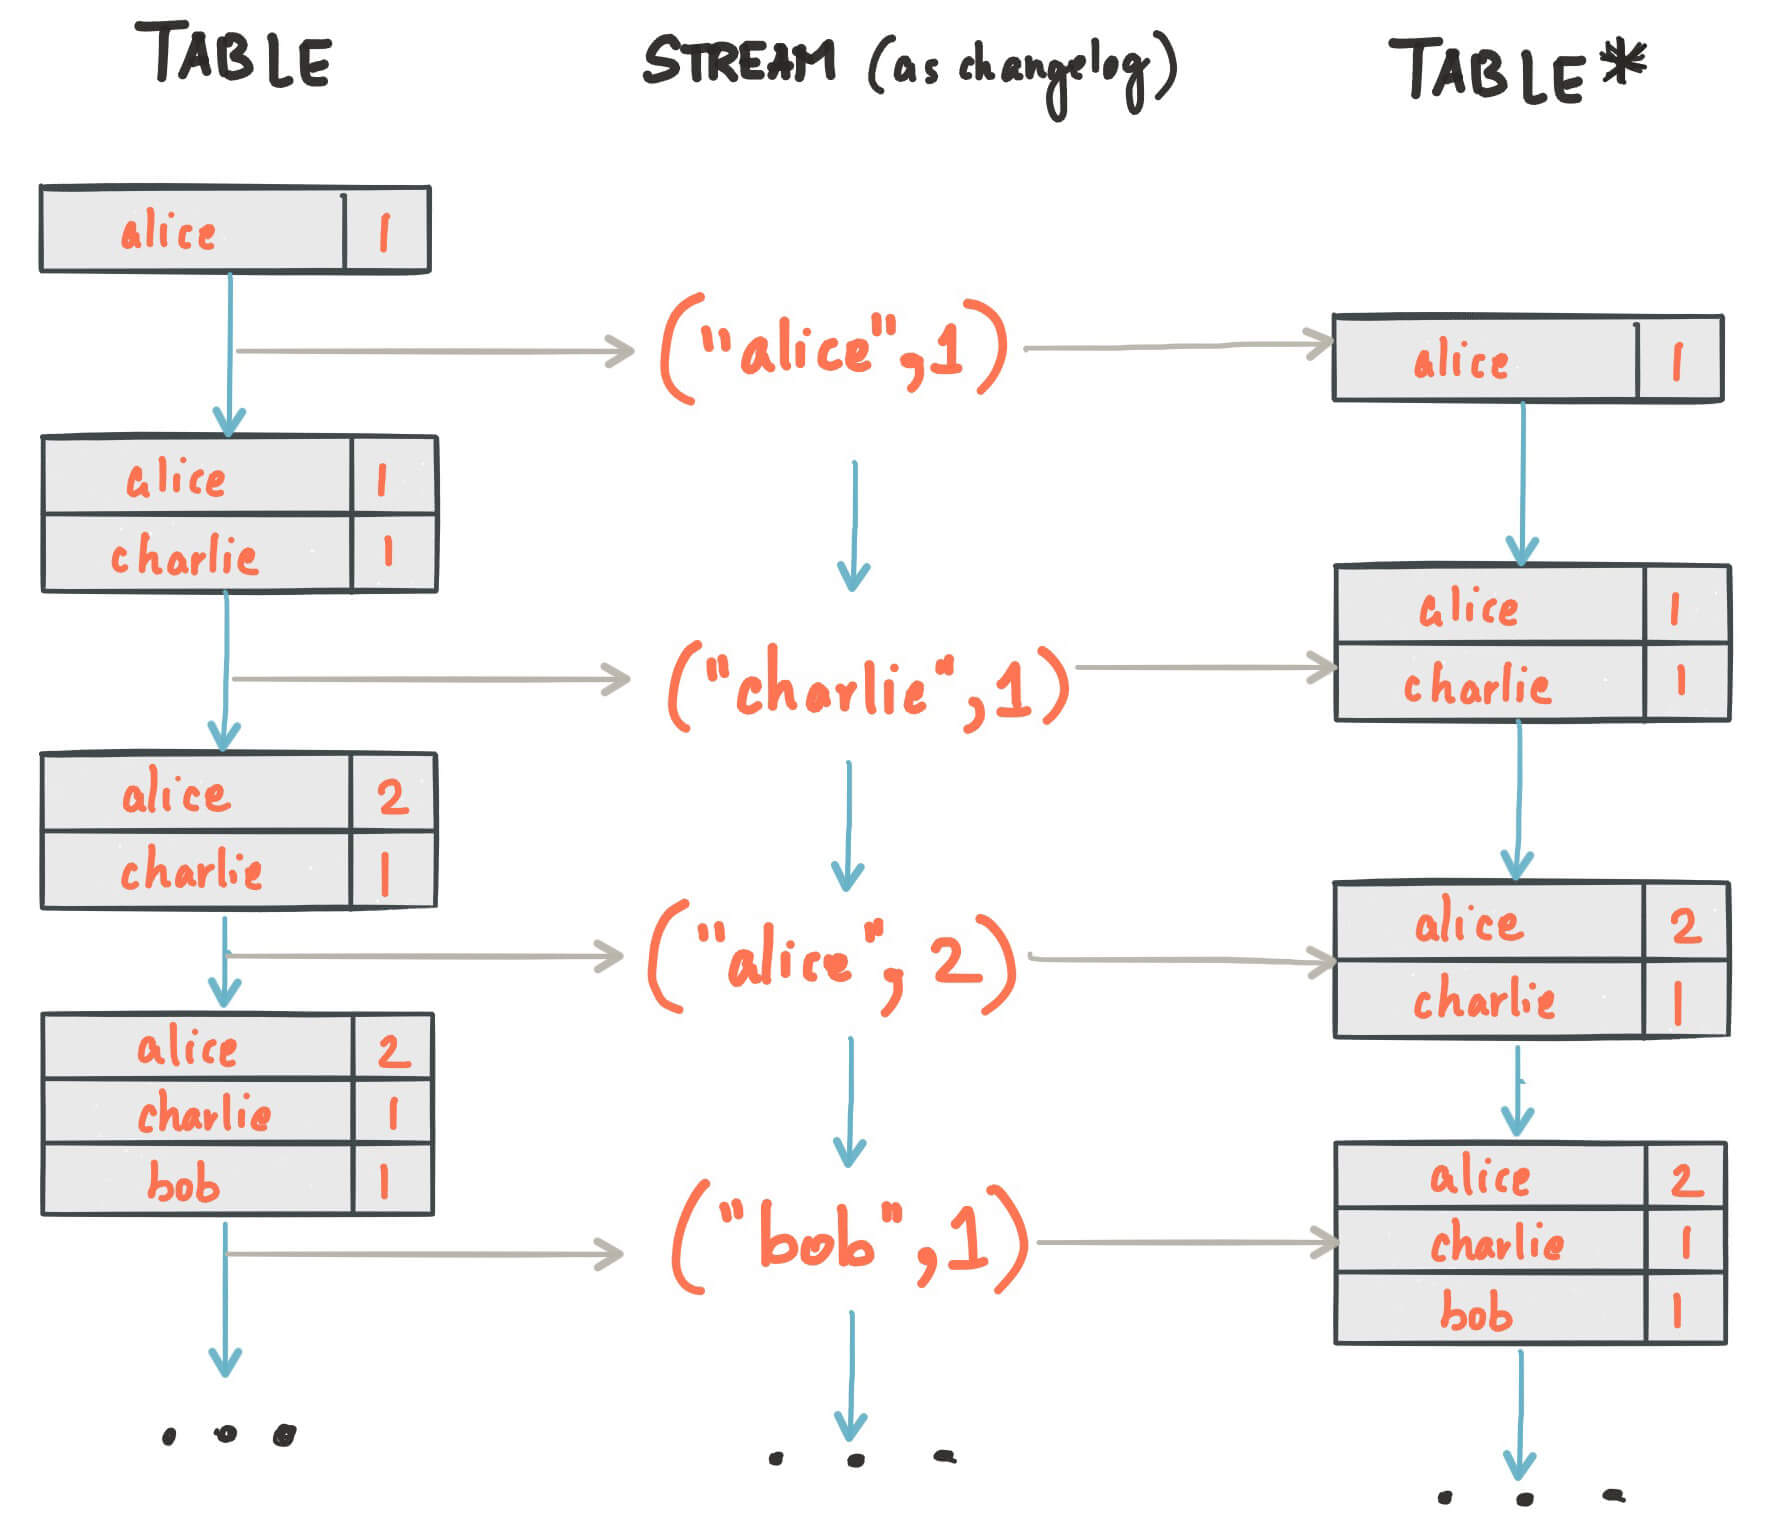 TABLE
STREAM (as changelog)
TABLE*
alice 1
("alice",1)
alice 1
alice 1
charlie 1
("charlie",1)
alice 1
charlie 1
alice 2
charlie 1
("alice", 2)
alice 2
charlie 1
alice 2
charlie 1
bob 1
("bob",1)
alice 2
charlie 1
bob 1
...
...
...